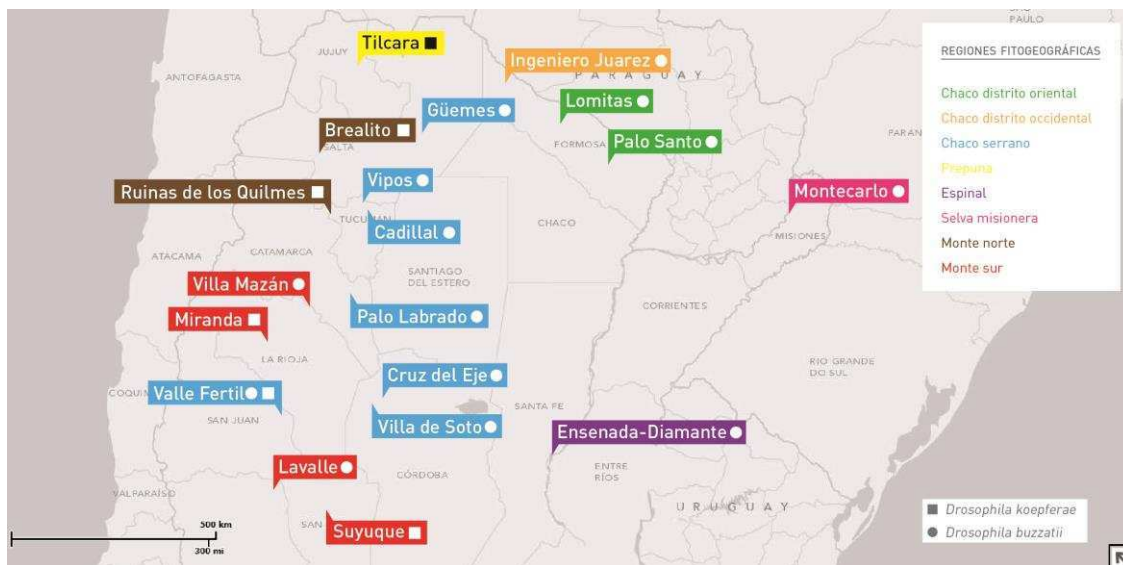 SÃO
PAULO
Tilcara
JUJUY
REGIONES FITOGEOGRÁFICAS
Ingeniero Juarez
PARAGUAY
ANTOFAGASTA
Chaco distrito oriental
Lomitas
Güemes
Chaco distrito occidental
Brealito
SALTA
FORMOSA
Palo Santo
Chaco serrano
Prepuna
Vipos
Ruinas de los Quilmes
Montecarlo
Espinal
TUCUMÁN
Selva misionera
Cadillal
CHACO
MISIONES
Monte norte
ATACAMA
CATAMARCA
Monte sur
SANTIAGO
DEL ESTERO
Villa Mazán
CORRIENTES
Miranda
Palo Labrado
LA RIOJA
RIO GRANDE
DO SUL
Cruz del Eje
Valle Fertil
SAN JUAN
SANTA FE
Villa de Soto
Ensenada-Diamante
Lavalle
CÓRDOBA
ENTRE
RÍOS
VALPARAÍSO
URUGUAY
500 km
SAN
Suyuque
300 mi
Drosophila koepferae
Drosophila buzzatii